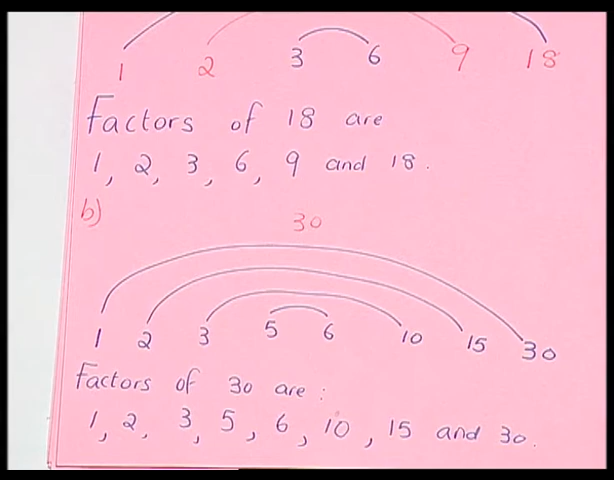 1 2 3 6 9 18
Factors of 18 are
1, 2, 3, 6, 9 and 18.
b)
30
1 2 3 5 6 10 15 30
Factors of 30 are:
1, 2, 3, 5, 6, 10, 15 and 30.